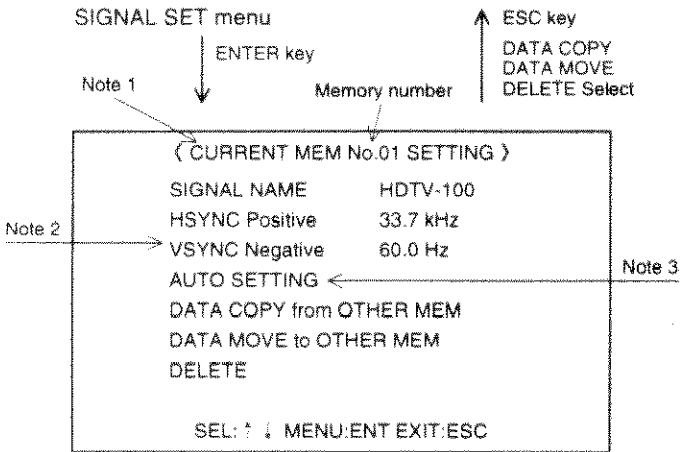 SIGNAL SET menu
ENTER key
ESC key
DATA COPY
DATA MOVE
DELETE Select
Note 1
Memory number
( CURRENT MEM No.01 SETTING )
SIGNAL NAME HDTV-100
HSYNC Positive 33.7 kHz
Note 2
VSYNC Negative 60.0 Hz
AUTO SETTING
Note 3
DATA COPY from OTHER MEM
DATA MOVE to OTHER MEM
DELETE
SEL: ↑ ↓ MENU:ENT EXIT:ESC